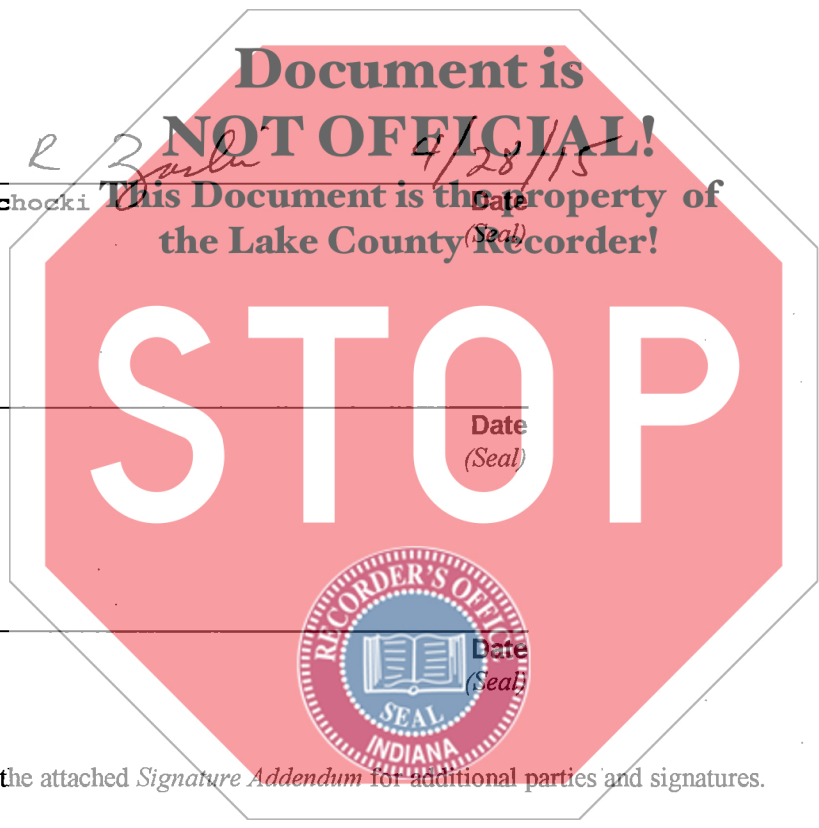 Document is
NOT OFFICIAL!
R 4/28/15
chocki Date
This Document is the property of
(Seal)
the Lake County Recorder!
STOP
Date
(Seal)
RECORDER'S OFFICE
SEAL
INDIANA
Date
(Seal)
the attached Signature Addendum for additional parties and signatures.